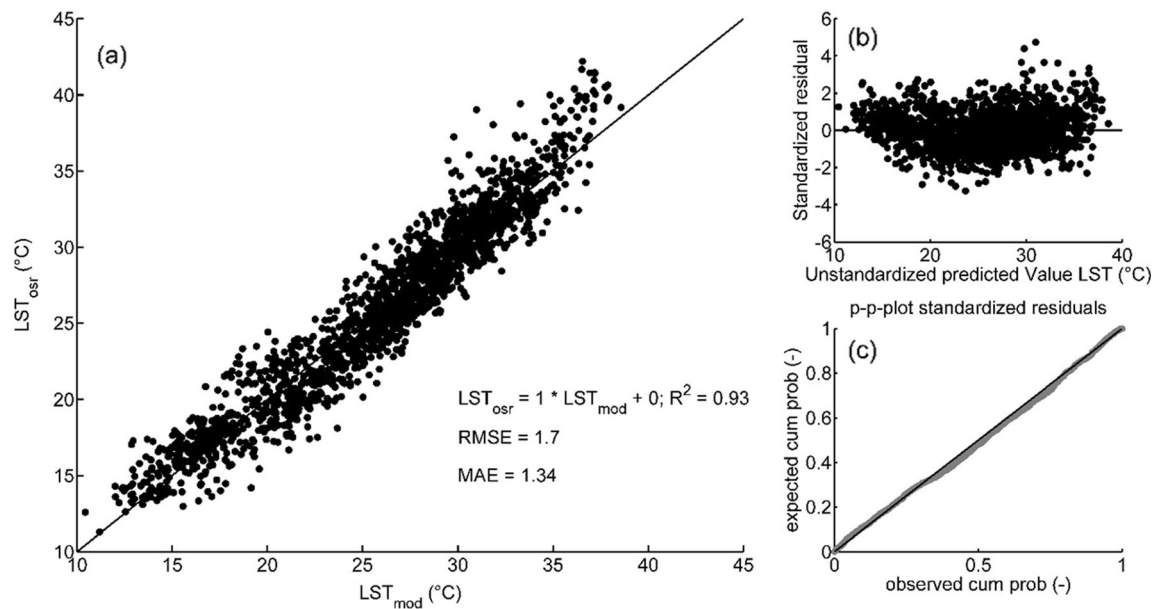 (a)
45
40
35
30
25
20
15
10
LST_osr (°C)
10 15 20 25 30 35 40 45
LST_mod (°C)
LST_osr = 1 * LST_mod + 0; R² = 0.93
RMSE = 1.7
MAE = 1.34
(b)
6
4
2
0
-2
-4
-6
Standardized residual
10 20 30 40
Unstandardized predicted Value LST (°C)
p-p-plot standardized residuals
(c)
1
0.8
0.6
0.4
0.2
0
expected cum prob (-)
0 0.5 1
observed cum prob (-)